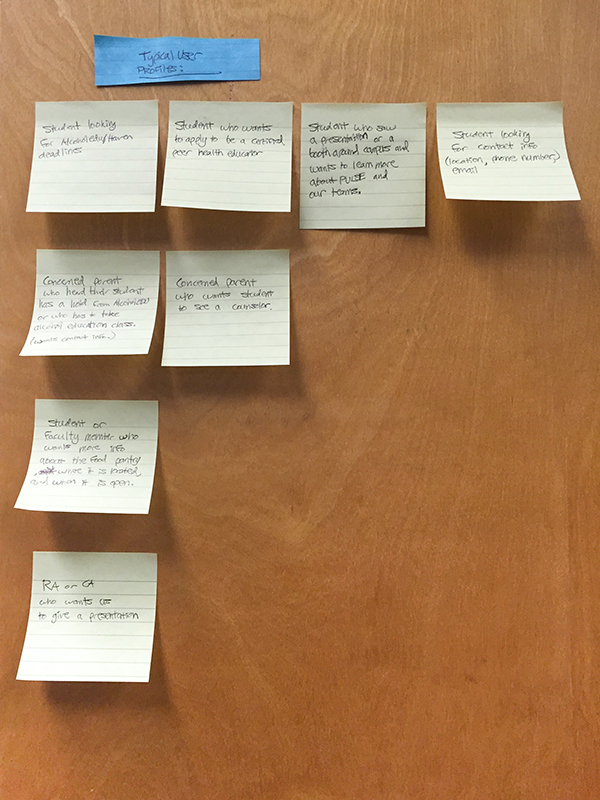 Typical User
Profiles:
Student looking
for AlcoholEdu/Haven
deadlines
Student who wants
to apply to be a certified
peer health educator
Student who saw
a presentation or a
booth around campus and
wants to learn more
about PULSE and
our teams.
Student looking
for contact info
(location, phone number,)
email
Concerned parent
who heard their student
has a hold from AlcoholEdu
or who has to take
alcohol education class.
(wants contact info.)
Concerned parent
who wants student
to see a counselor.
Student or
Faculty member who
wants more info
about the food pantry
where it is located,
and when it is open.
RA or CA
who wants us
to give a presentation